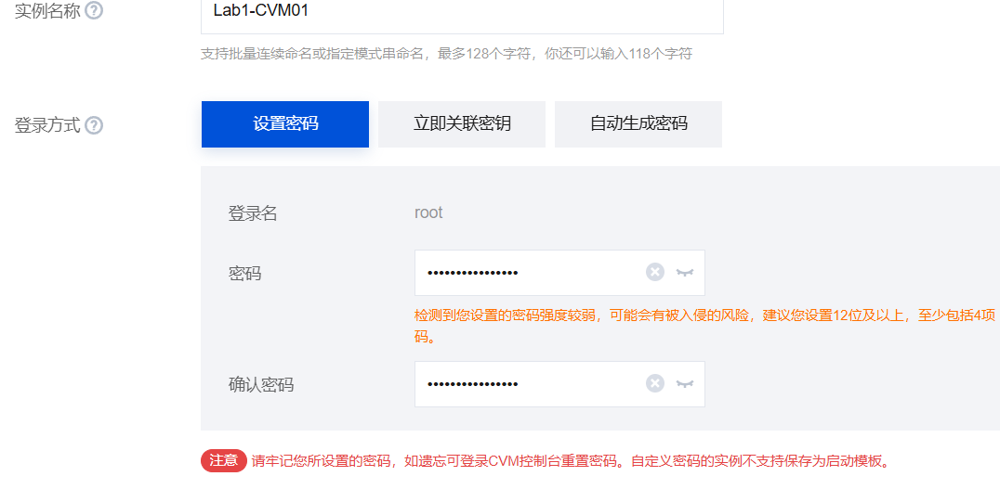 实例名称 ?
Lab1-CVM01
支持批量连续命名或指定模式串命名，最多128个字符，你还可以输入118个字符
登录方式 ?
设置密码 立即关联密钥 自动生成密码
登录名 root
密码 ••••••••••••••••
检测到您设置的密码强度较弱，可能会有被入侵的风险，建议您设置12位及以上，至少包括4项
码。
确认密码 ••••••••••••••••
注意 请牢记您所设置的密码，如遗忘可登录CVM控制台重置密码。自定义密码的实例不支持保存为启动模板。